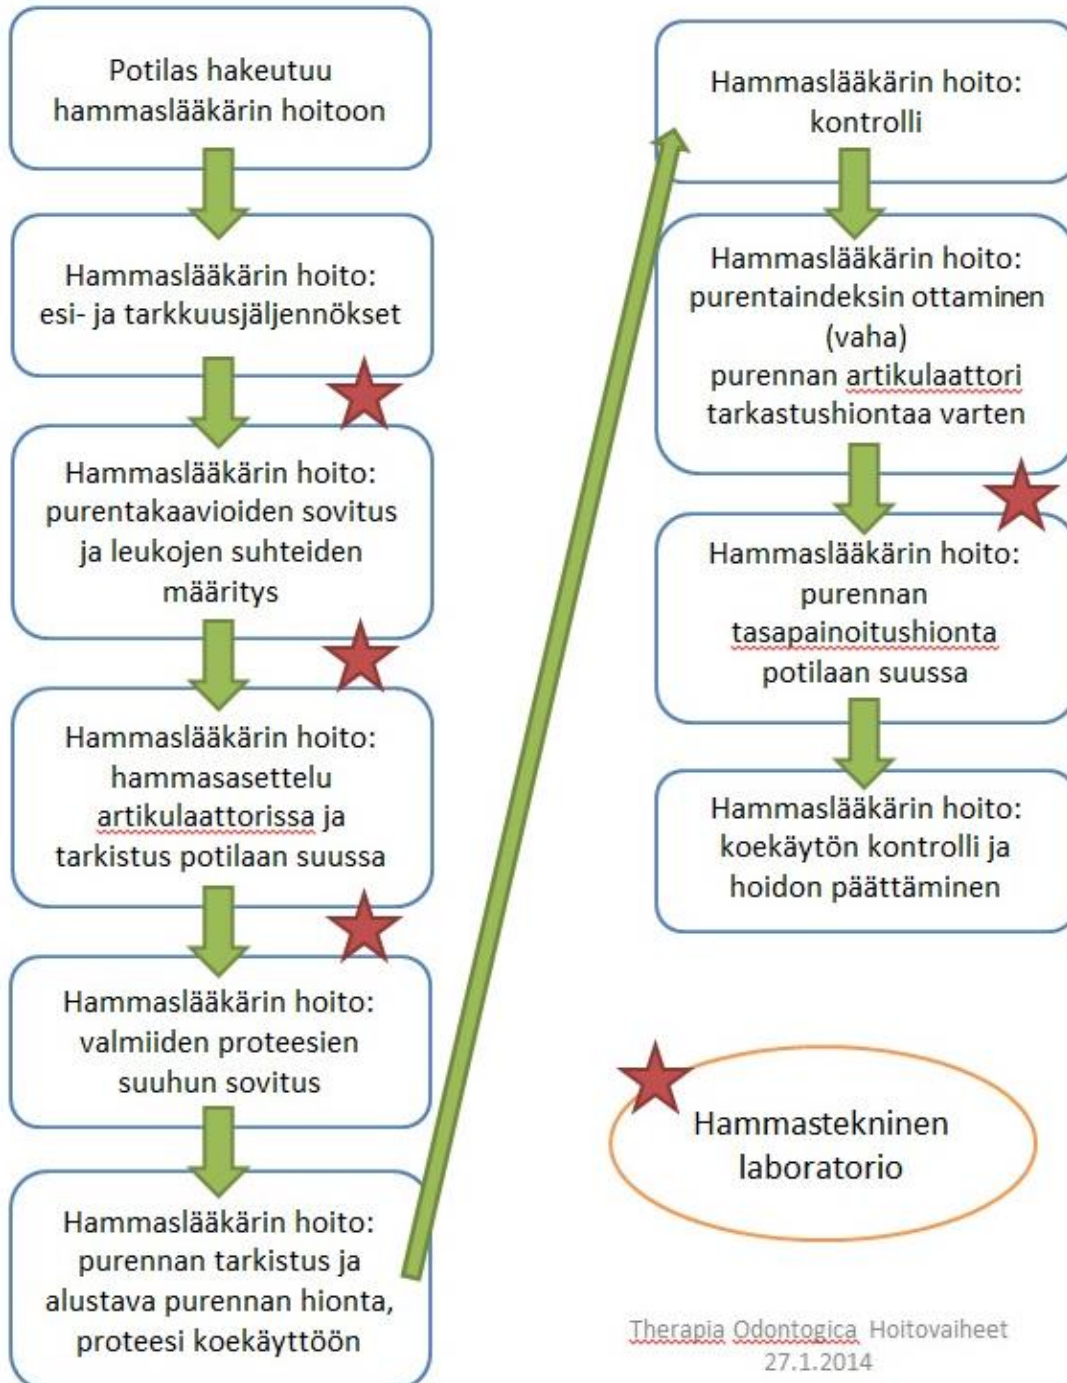 Potilas hakeutuu
hammaslääkärin hoitoon
Hammaslääkärin hoito:
esi- ja tarkkuusjäljennökset
Hammaslääkärin hoito:
purentakaavioiden sovitus
ja leukojen suhteiden
määritys
Hammaslääkärin hoito:
hammasasettelu
artikulaattorissa ja
tarkistus potilaan suussa
Hammaslääkärin hoito:
valmiiden proteesien
suuhun sovitus
Hammaslääkärin hoito:
purennan tarkistus ja
alustava purennan hionta,
proteesi koekäyttöön
Hammaslääkärin hoito:
kontrolli
Hammaslääkärin hoito:
purentaindeksin ottaminen
(vaha)
purennan artikulaattori
tarkastushiontaa varten
Hammaslääkärin hoito:
purennan
tasapainoitushionta
potilaan suussa
Hammaslääkärin hoito:
koekäytön kontrolli ja
hoidon päättäminen
Hammastekninen
laboratorio
Therapia Odontogica Hoitovaiheet
27.1.2014